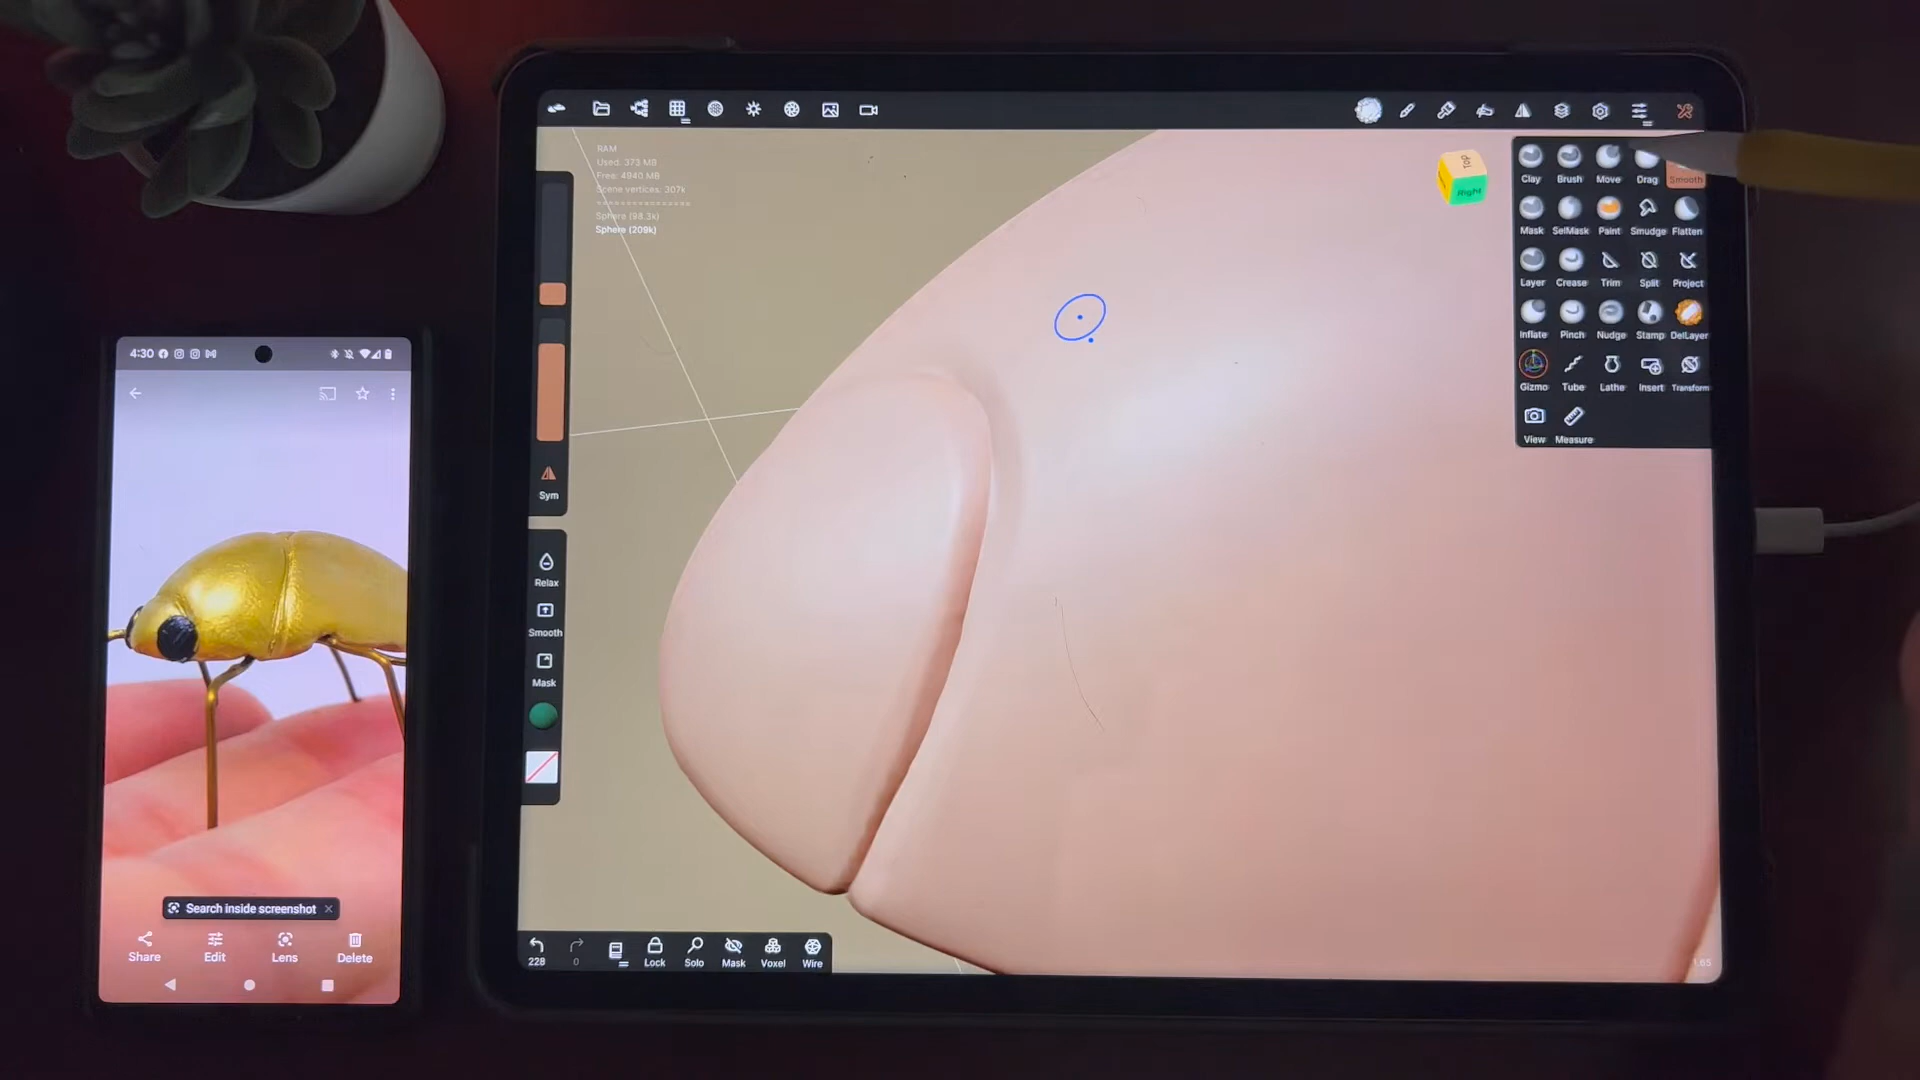 RAM
Used: 373 MB
Free: 4940 MB
Scene vertices: 307k
===============
Sphere (98.3k)
Sphere (209k)
Top
Right
Clay Brush Move Drag Smooth
Mask SelMask Paint Smudge Flatten
Layer Crease Trim Split Project
Inflate Pinch Nudge Stamp DelLayer
Gizmo Tube Lathe Insert Transform
View Measure
Sym
Relax
Smooth
Mask
228 0 Lock Solo Mask Voxel Wire
1.65
4:30
Search inside screenshot
Share Edit Lens Delete